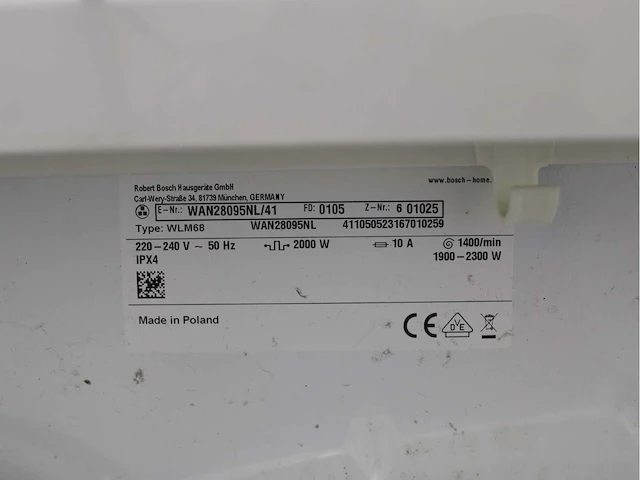 Robert Bosch Hausgeräte GmbH
Carl-Wery-Straße 34, 81739 München, GERMANY
www.bosch-home.
E-Nr.: WAN28095NL/41 FD: 0105 Z-Nr.: 6 01025
Type: WLM68 WAN28095NL 411050523167010259
220-240 V ~ 50 Hz 2000 W 10 A 1400/min
IPX4 1900-2300 W
Made in Poland
CE DVE